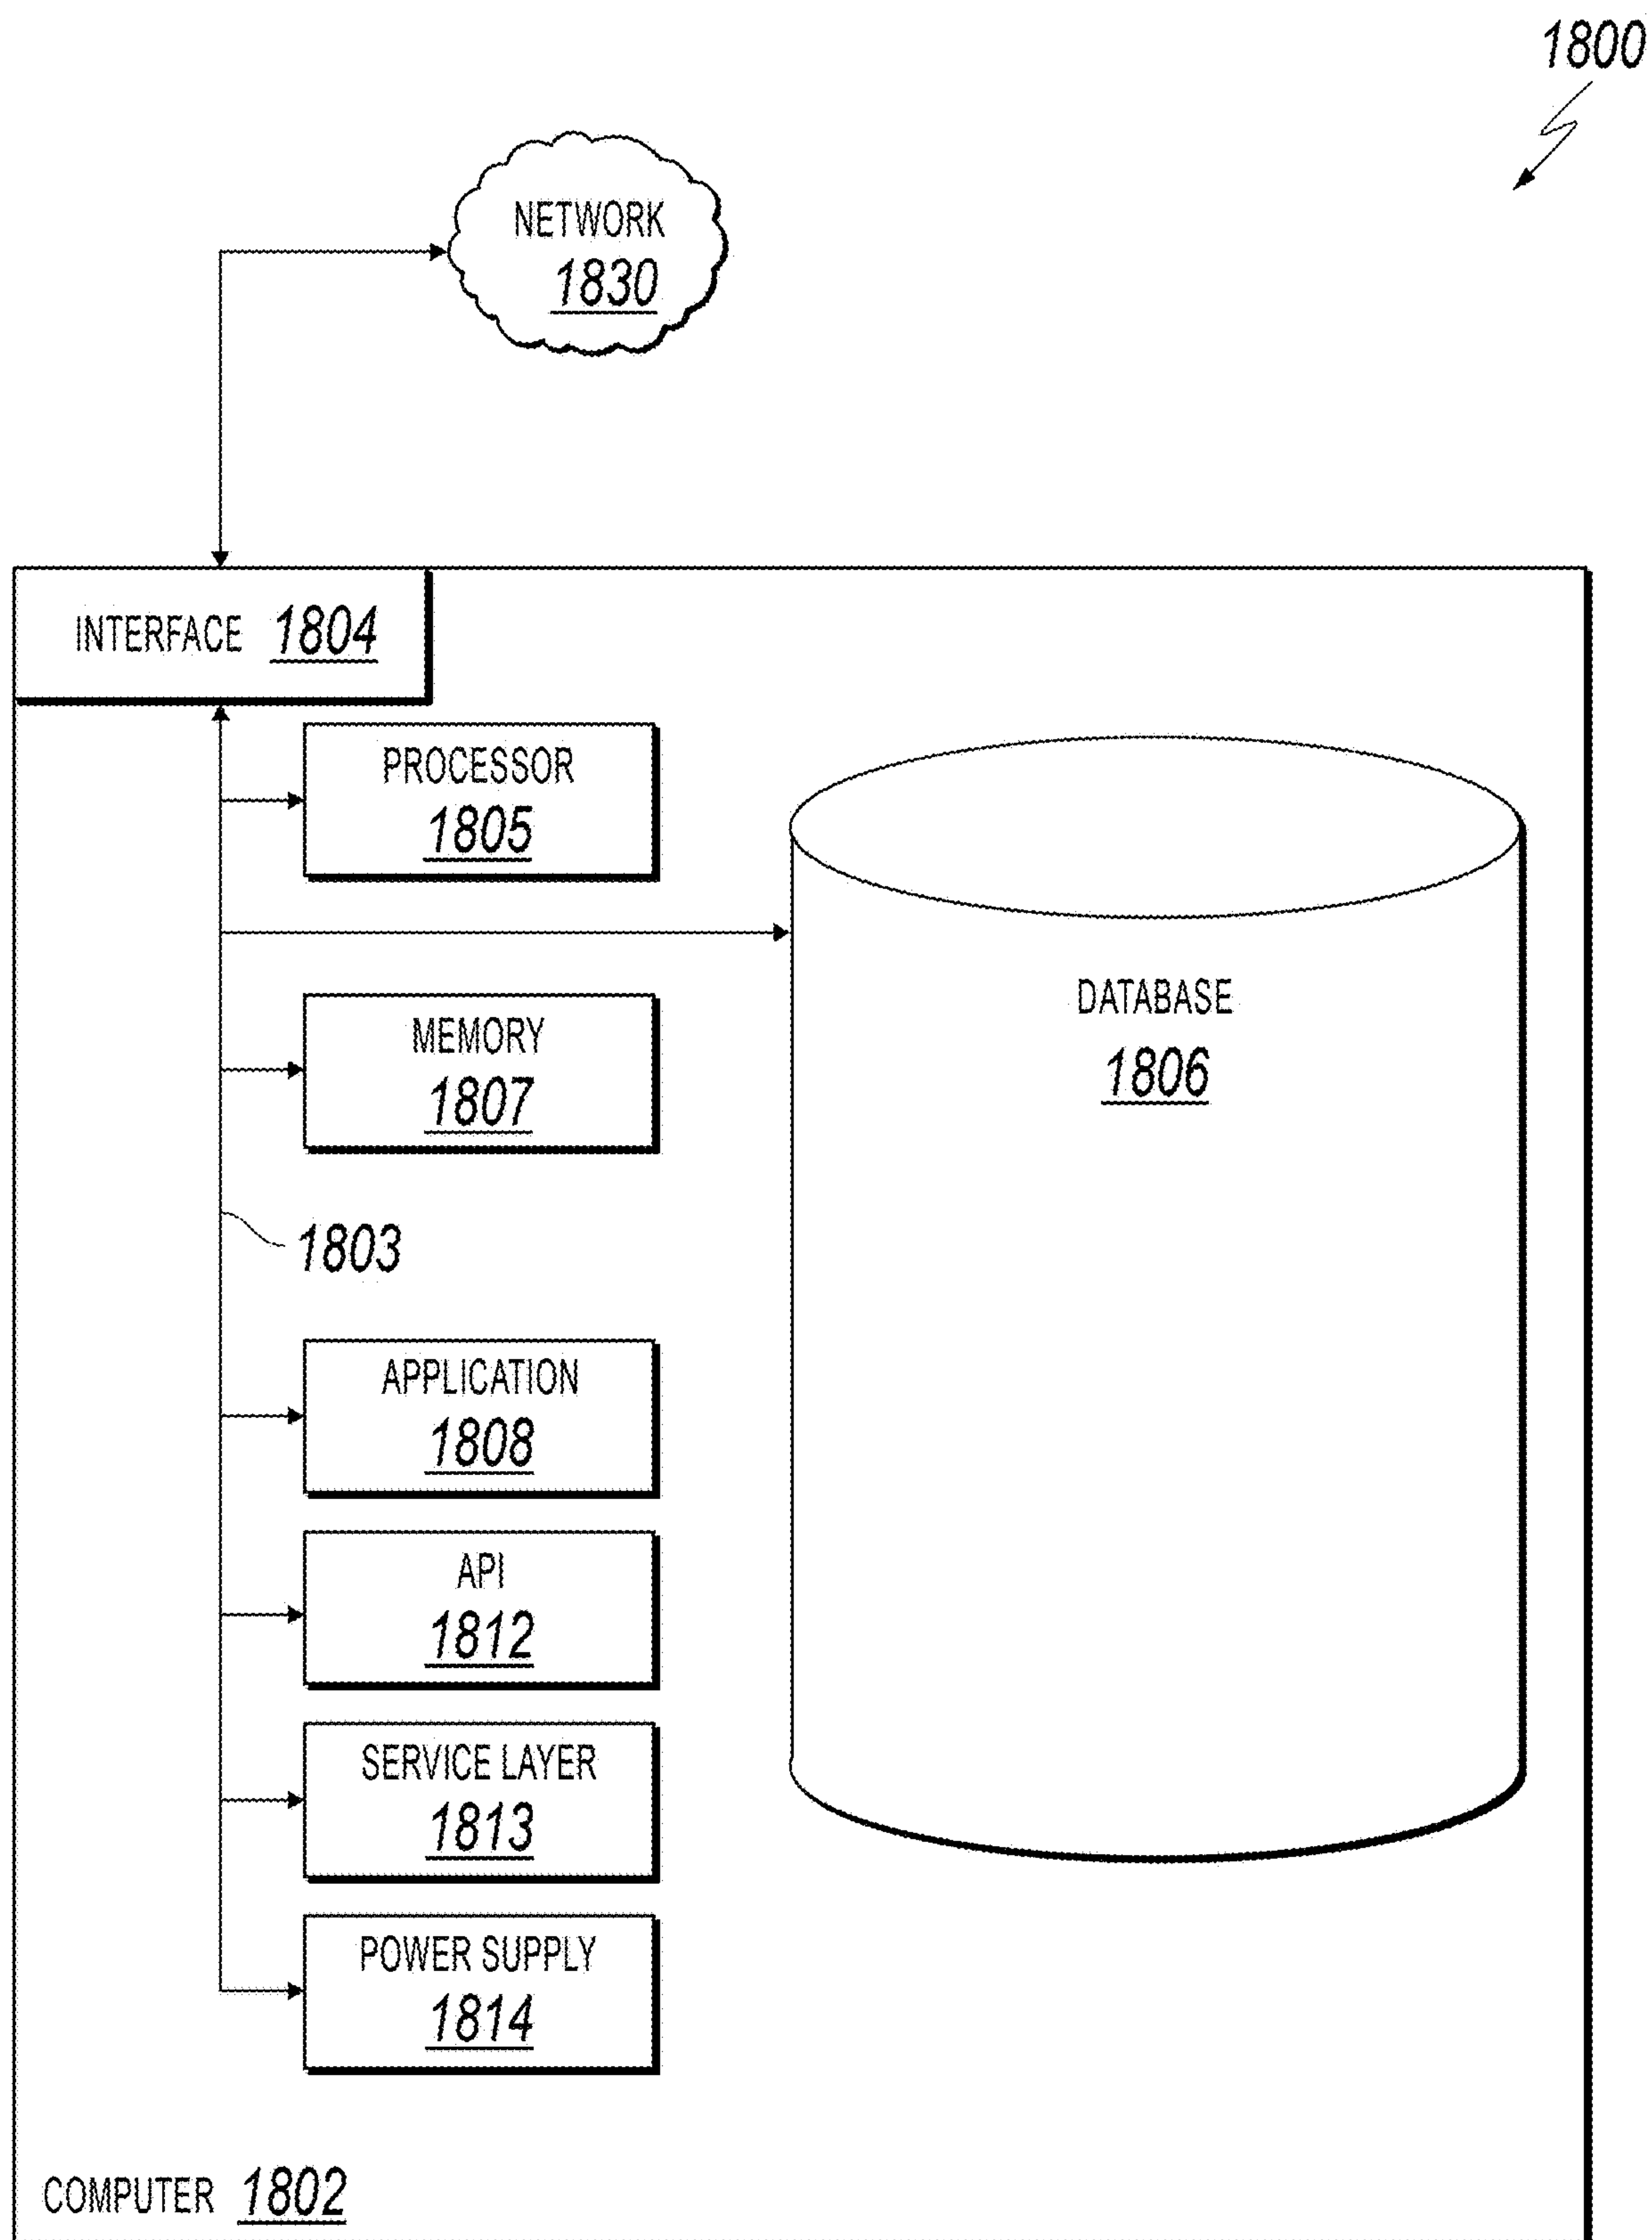 1800
NETWORK
1830
INTERFACE 1804
PROCESSOR
1805
DATABASE
1806
MEMORY
1807
1803
APPLICATION
1808
API
1812
SERVICE LAYER
1813
POWER SUPPLY
1814
COMPUTER 1802